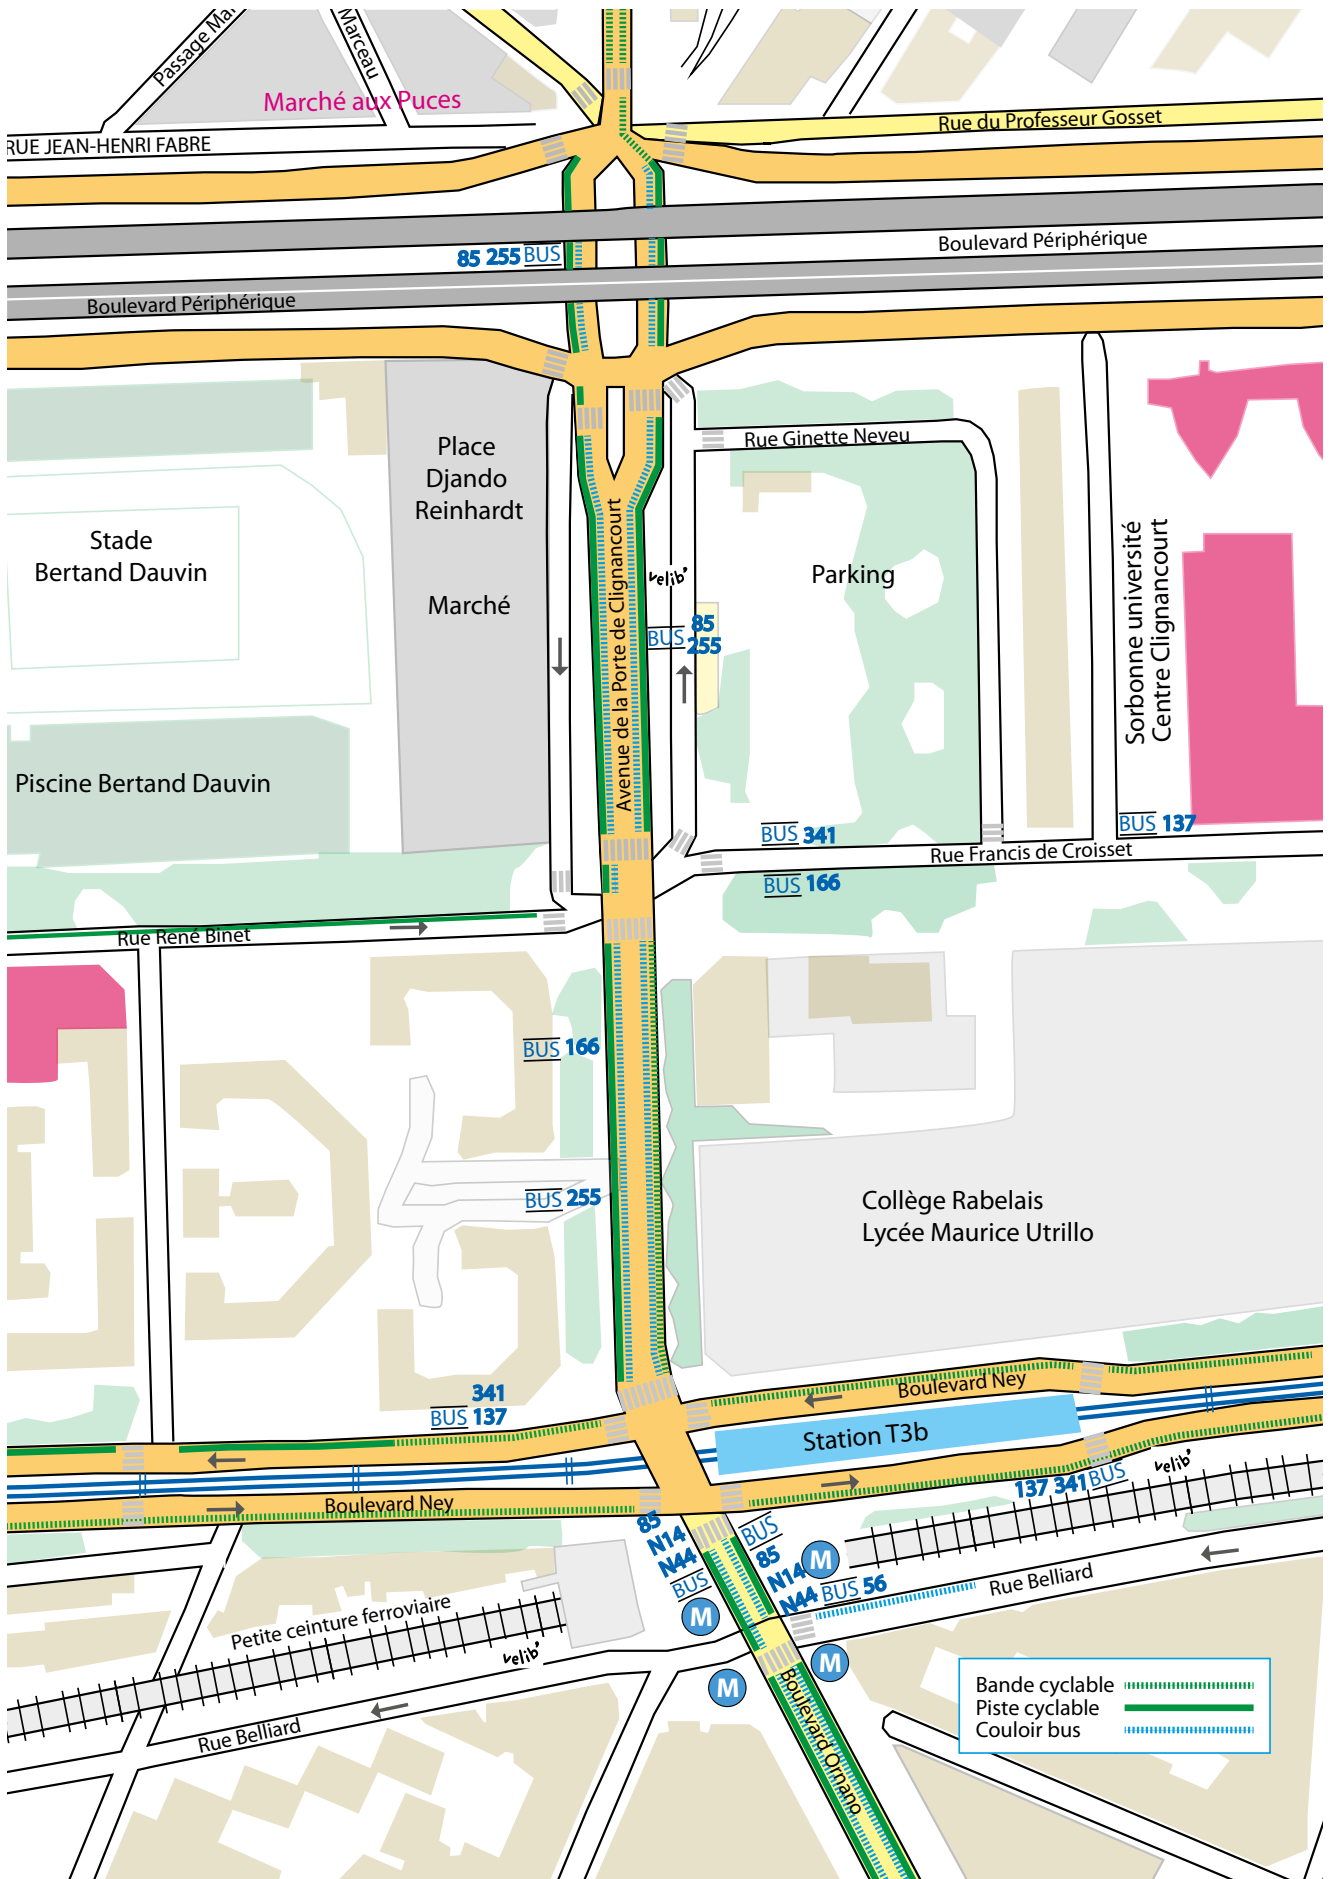 Passage Mar
Marceau
Marché aux Puces
Rue du Professeur Gosset
RUE JEAN-HENRI FABRE
85 255 BUS
Boulevard Périphérique
Boulevard Périphérique
Place
Djando
Reinhardt
Marché
Rue Ginette Neveu
Stade
Bertand Dauvin
Avenue de la Porte de Clignancourt
velib'
Parking
Sorbonne université
Centre Clignancourt
BUS 85
255
Piscine Bertand Dauvin
BUS 341
BUS 137
Rue Francis de Croisset
BUS 166
Rue René Binet
BUS 166
BUS 255
Collège Rabelais
Lycée Maurice Utrillo
341
BUS 137
Boulevard Ney
Station T3b
Boulevard Ney
137 341 BUS
velib'
85
N14
N44
BUS
BUS
85
N14
N44
M
BUS 56
Rue Belliard
M
Petite ceinture ferroviaire
velib'
M
M
Rue Belliard
Boulevard Ornano
Bande cyclable
Piste cyclable
Couloir bus